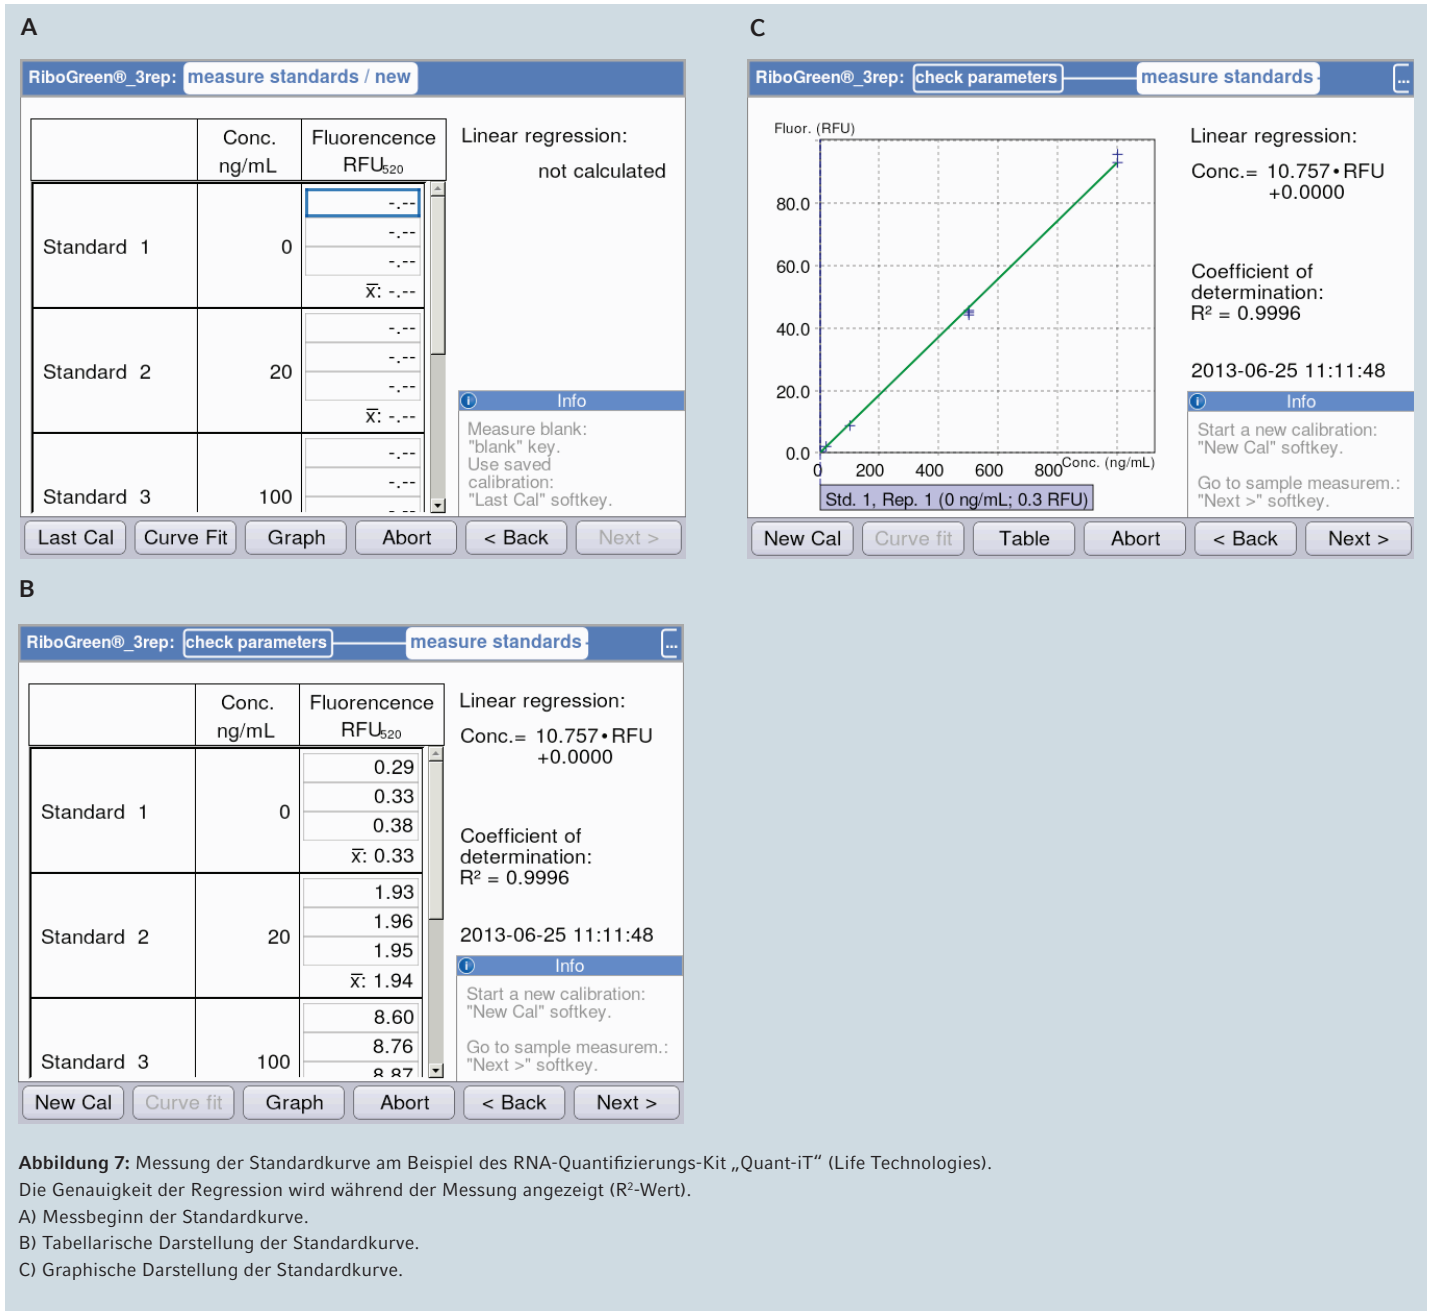 A
RiboGreen®_3rep: measure standards / new
Conc. ng/mL
Fluorencence RFU520
Standard 1
0
-.--
-.--
-.--
x̅: -.--
Standard 2
20
-.--
-.--
-.--
x̅: -.--
Standard 3
100
-.--
-.--
Linear regression:
not calculated
Info
Measure blank:
"blank" key.
Use saved
calibration:
"Last Cal" softkey.
Last Cal
Curve Fit
Graph
Abort
< Back
Next >
B
RiboGreen®_3rep: check parameters measure standards ...
Conc. ng/mL
Fluorencence RFU520
Standard 1
0
0.29
0.33
0.38
x̅: 0.33
Standard 2
20
1.93
1.96
1.95
x̅: 1.94
Standard 3
100
8.60
8.76
8.87
Linear regression:
Conc.= 10.757•RFU
+0.0000
Coefficient of
determination:
R² = 0.9996
2013-06-25 11:11:48
Info
Start a new calibration:
"New Cal" softkey.
Go to sample measurem.:
"Next >" softkey.
New Cal
Curve fit
Graph
Abort
< Back
Next >
C
RiboGreen®_3rep: check parameters measure standards ...
Fluor. (RFU)
80.0
60.0
40.0
20.0
0.0
0 200 400 600 800 Conc. (ng/mL)
Std. 1, Rep. 1 (0 ng/mL; 0.3 RFU)
Linear regression:
Conc.= 10.757•RFU
+0.0000
Coefficient of
determination:
R² = 0.9996
2013-06-25 11:11:48
Info
Start a new calibration:
"New Cal" softkey.
Go to sample measurem.:
"Next >" softkey.
New Cal
Curve fit
Table
Abort
< Back
Next >
Abbildung 7: Messung der Standardkurve am Beispiel des RNA-Quantifizierungs-Kit „Quant-iT“ (Life Technologies).
Die Genauigkeit der Regression wird während der Messung angezeigt (R²-Wert).
A) Messbeginn der Standardkurve.
B) Tabellarische Darstellung der Standardkurve.
C) Graphische Darstellung der Standardkurve.